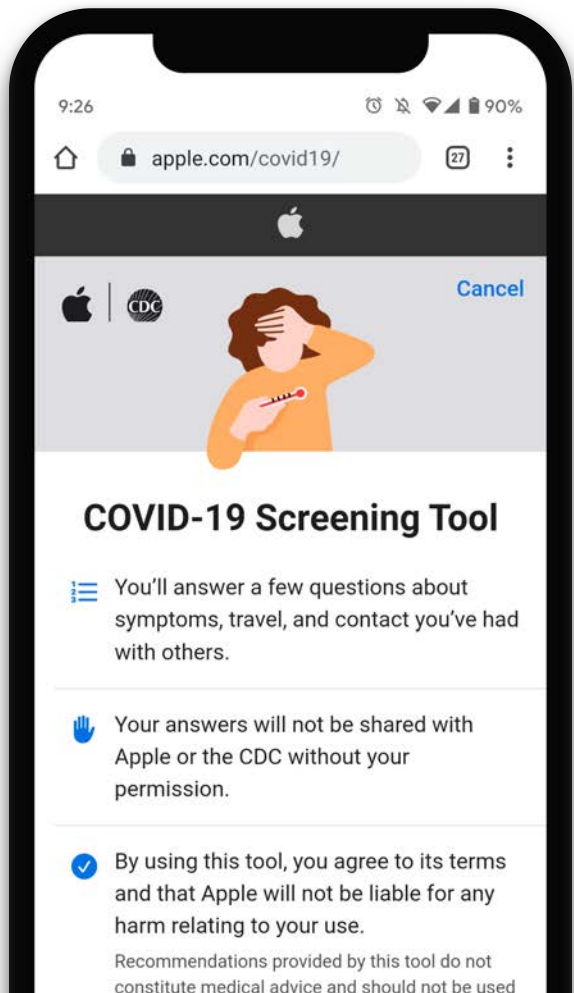 9:26
90%
apple.com/covid19/
27
CDC
Cancel
COVID-19 Screening Tool
1
2
3
You’ll answer a few questions about
symptoms, travel, and contact you’ve had
with others.
Your answers will not be shared with
Apple or the CDC without your
permission.
By using this tool, you agree to its terms
and that Apple will not be liable for any
harm relating to your use.
Recommendations provided by this tool do not
constitute medical advice and should not be used